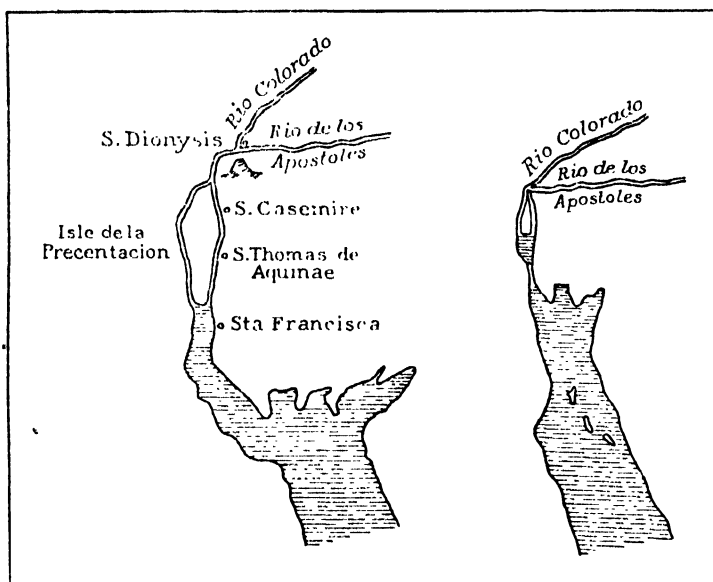 Rio Colorado
S. Dionysis
Rio de los
Apostoles
S. Casemire
Isle de la
Precentacion
S. Thomas de
Aquinae
Sta Francisca
Rio Colorado
Rio de los
Apostoles